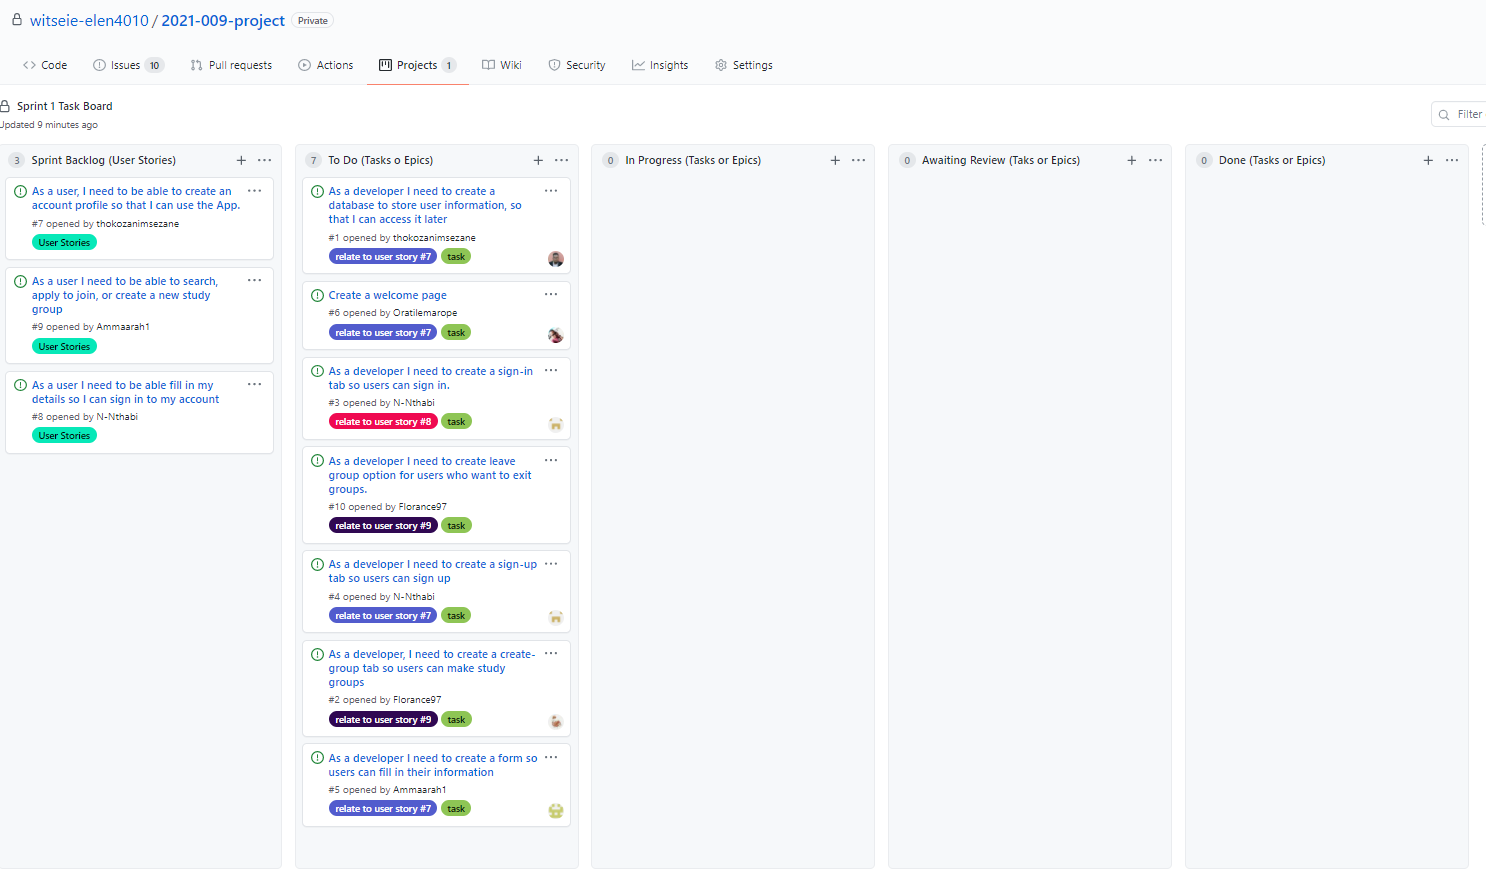 witseie-elen4010 / 2021-009-project Private
Code Issues 10 Pull requests Actions Projects 1 Wiki Security Insights Settings
Sprint 1 Task Board
Updated 9 minutes ago
Filter
3 Sprint Backlog (User Stories)
As a user, I need to be able to create an
account profile so that I can use the App.
#7 opened by thokozanimsezane
User Stories
As a user I need to be able to search,
apply to join, or create a new study
group
#9 opened by Ammaarah1
User Stories
As a user I need to be able fill in my
details so I can sign in to my account
#8 opened by N-Nthabi
User Stories
7 To Do (Tasks o Epics)
As a developer I need to create a
database to store user information, so
that I can access it later
#1 opened by thokozanimsezane
relate to user story #7 task
Create a welcome page
#6 opened by Oratilemarope
relate to user story #7 task
As a developer I need to create a sign-in
tab so users can sign in.
#3 opened by N-Nthabi
relate to user story #8 task
As a developer I need to create leave
group option for users who want to exit
groups.
#10 opened by Florance97
relate to user story #9 task
As a developer I need to create a sign-up
tab so users can sign up
#4 opened by N-Nthabi
relate to user story #7 task
As a developer, I need to create a create-
group tab so users can make study
groups
#2 opened by Florance97
relate to user story #9 task
As a developer I need to create a form so
users can fill in their information
#5 opened by Ammaarah1
relate to user story #7 task
0 In Progress (Tasks or Epics)
0 Awaiting Review (Taks or Epics)
0 Done (Tasks or Epics)